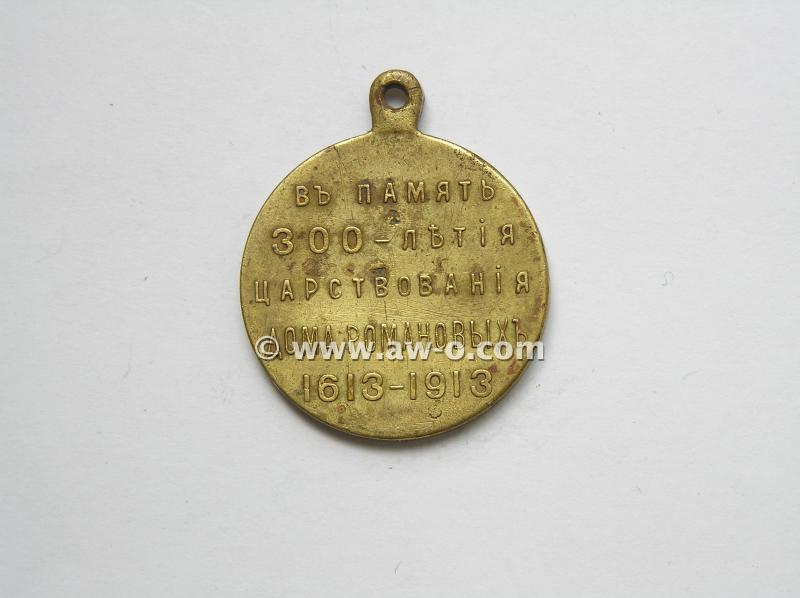 ВЪ ПАМЯТЬ
300-ЛѢТІЯ
ЦАРСТВОВАНІЯ
ДОМА РОМАНОВЫХЪ
© www.aw-o.com
1613-1913